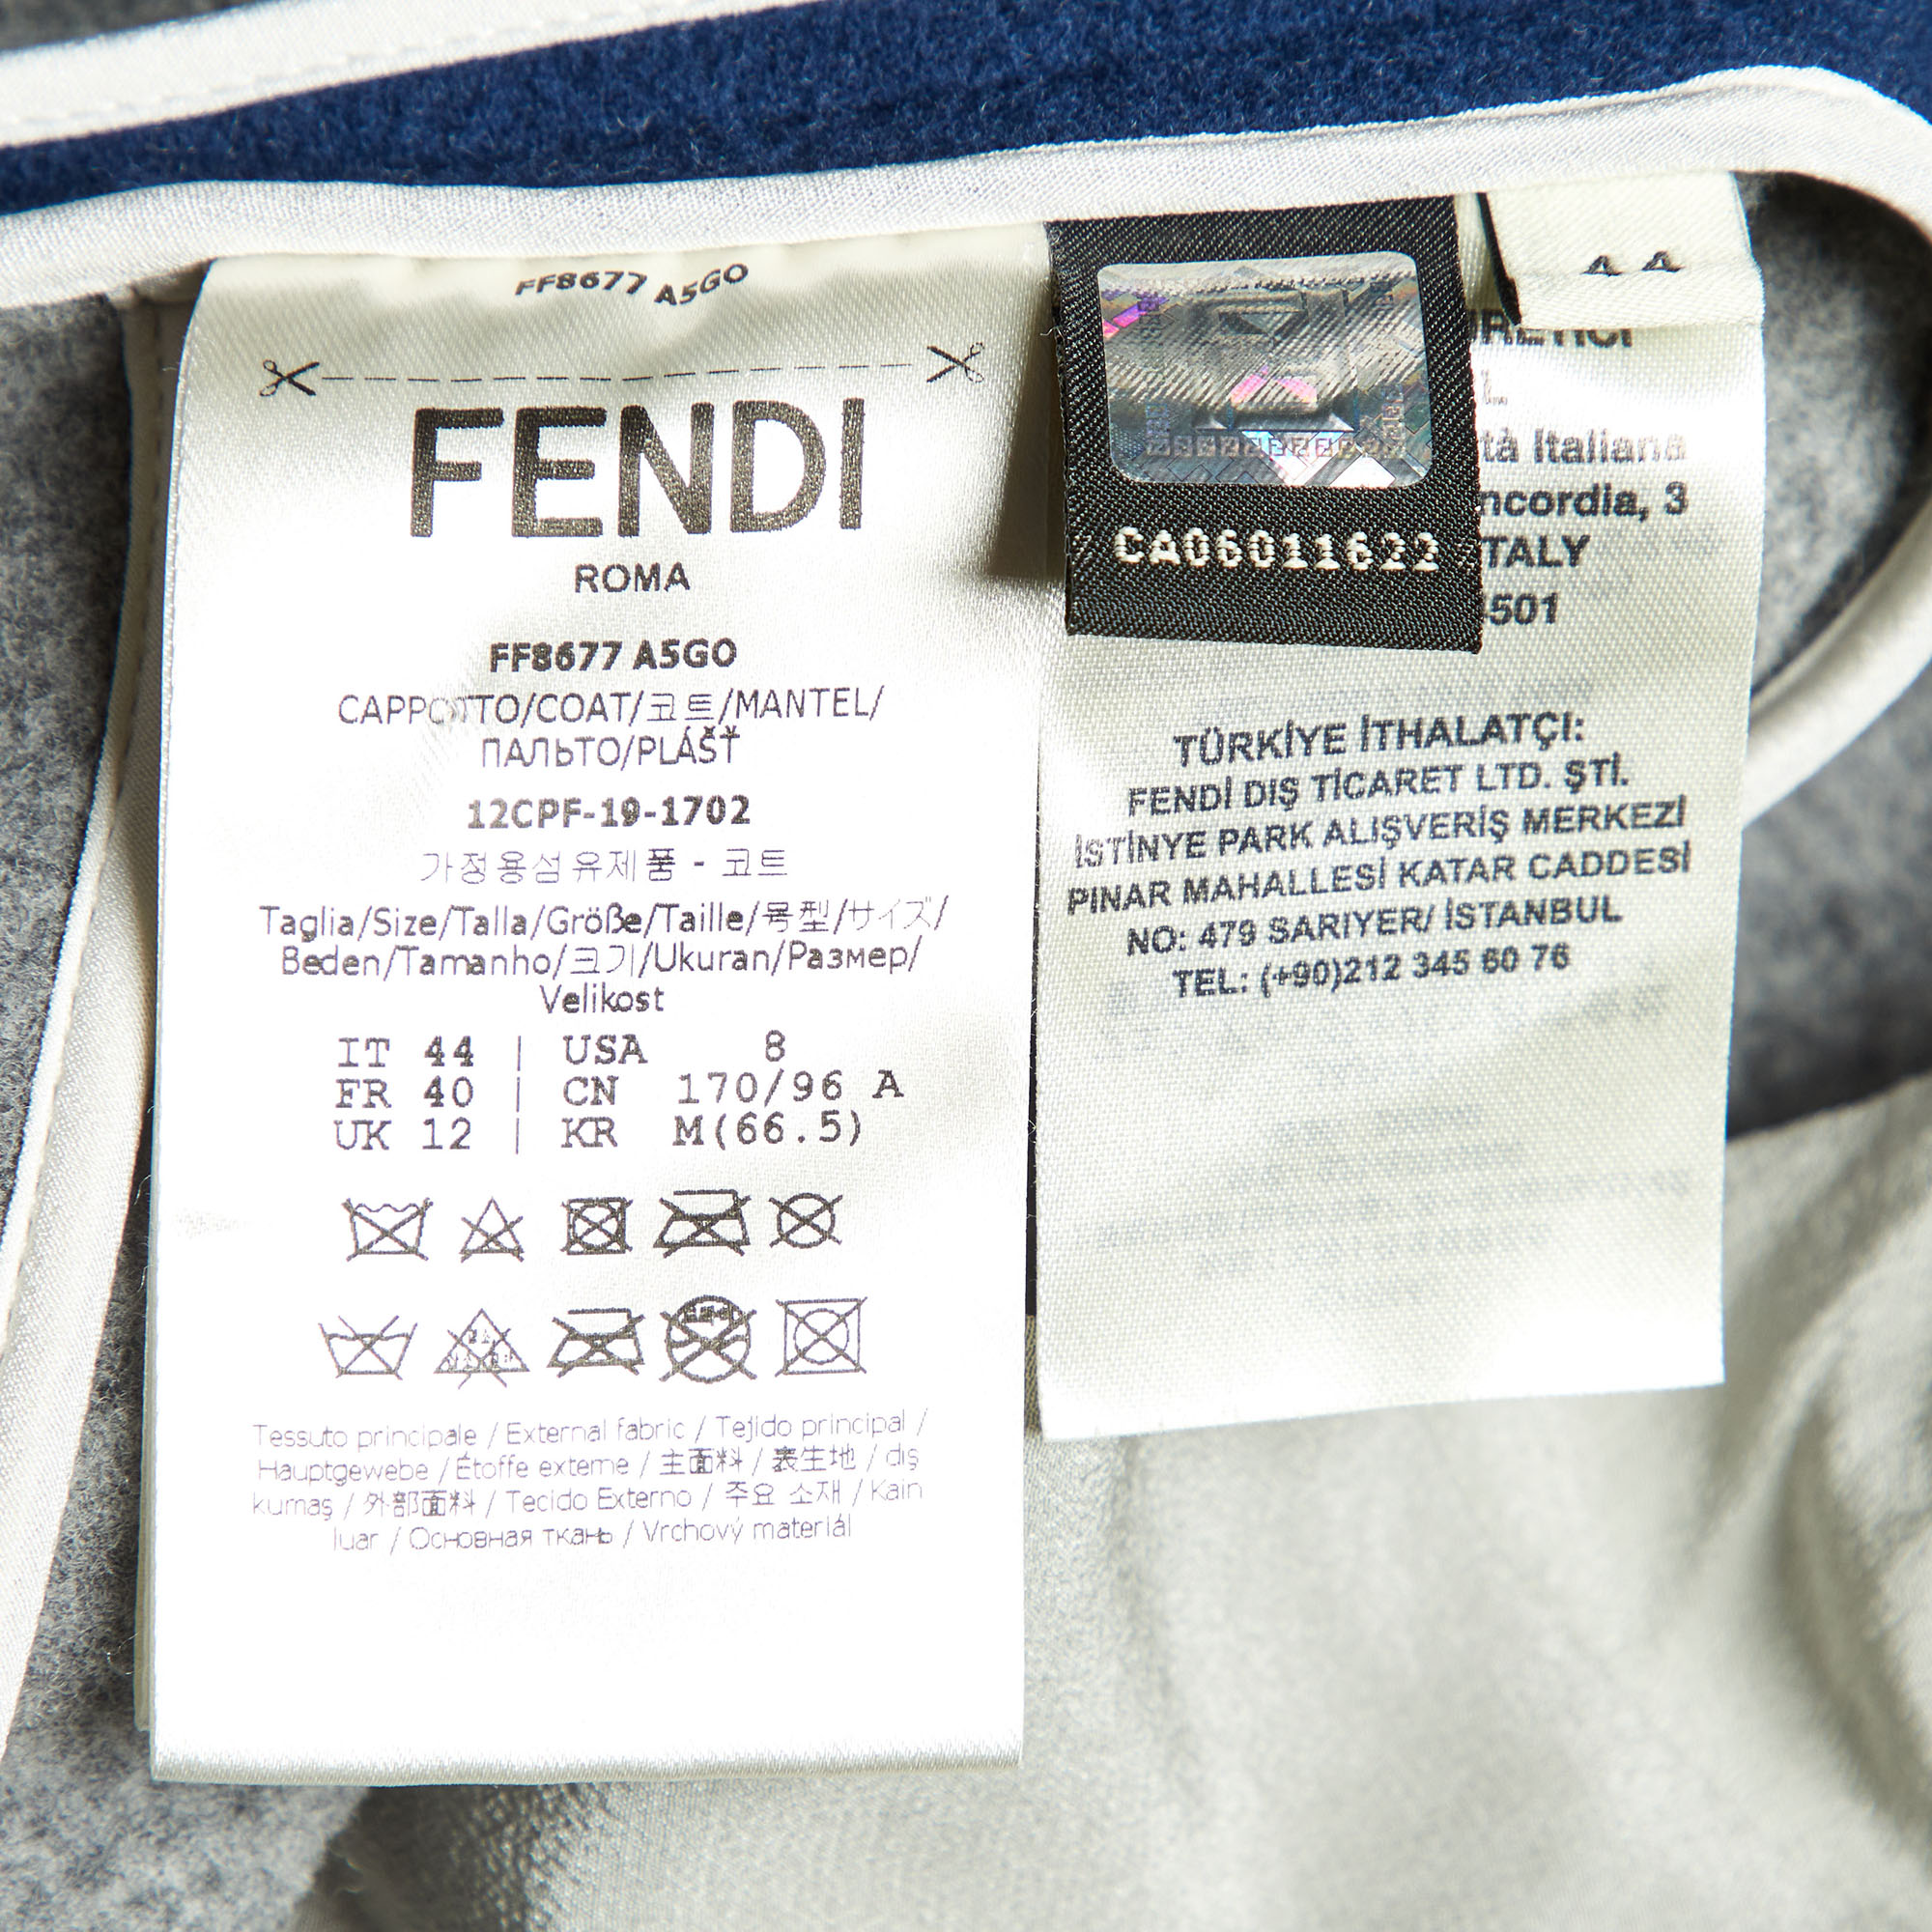 FF8677 A5GO
FENDI
ROMA
FF8677 A5GO
CAPPOTTO/COAT/코트/MANTEL/
ПАЛЬТО/PLÁŠŤ
12CPF-19-1702
가정용섬유제품 - 코트
Taglia/Size/Talla/Größe/Taille/号型/サイズ/
Beden/Tamanho/크기/Ukuran/Размер/
Velikost
IT 44 | USA 8
FR 40 | CN 170/96 A
UK 12 | KR M(66.5)
Tessuto principale / External fabric / Tejido principal /
Hauptgewebe / Étoffe externe / 主面料 / 表生地 / dış
kumaş / 外部面料 / Tecido Externo / 주요 소재 / Kain
luar / Основная ткань / Vrchový materiál
CA06011622
44
Italiana
3
TÜRKİYE İTHALATÇI:
FENDİ DIŞ TİCARET LTD. ŞTİ.
İSTİNYE PARK ALIŞVERİŞ MERKEZİ
PINAR MAHALLESİ KATAR CADDESİ
NO: 479 SARIYER/ İSTANBUL
TEL: (+90)212 345 60 76